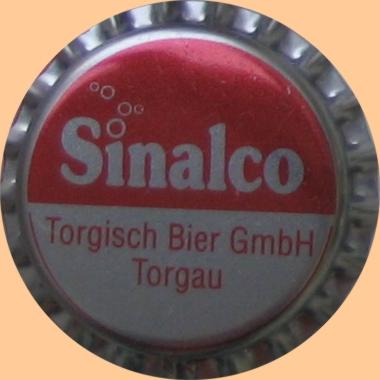 Sinalco
Torgisch Bier GmbH
Torgau